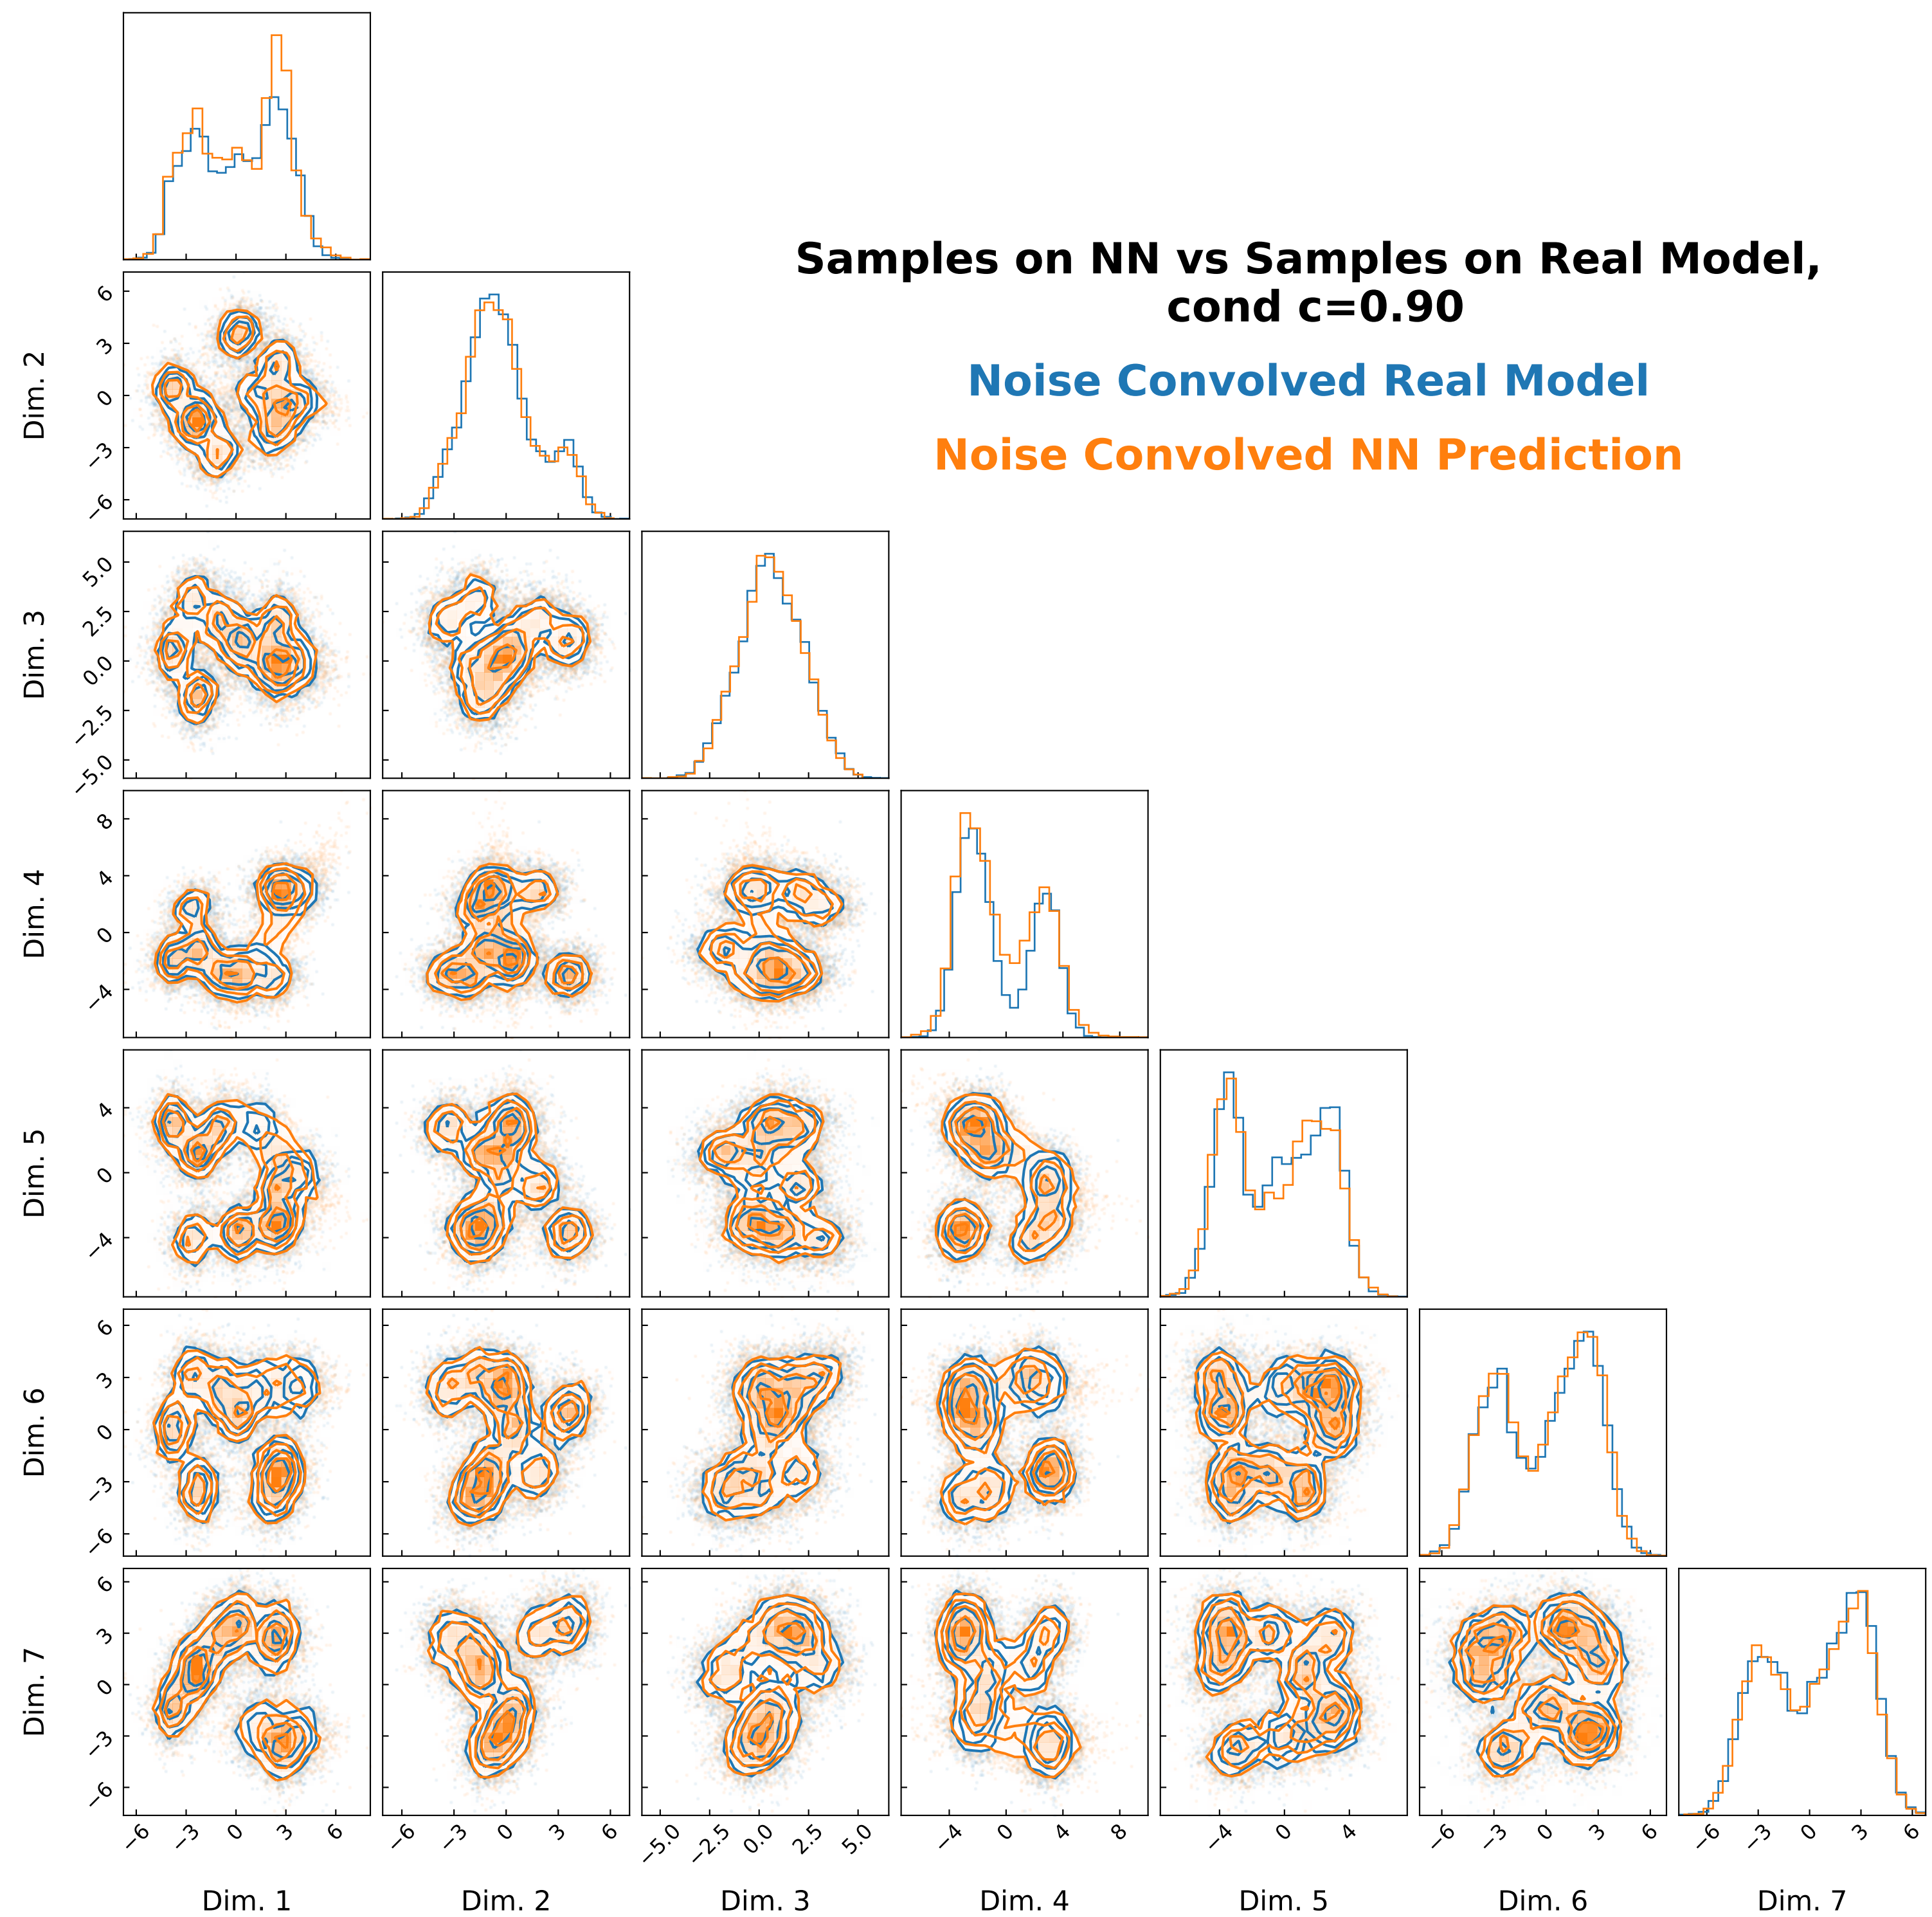 Samples on NN vs Samples on Real Model,
cond c=0.90
Noise Convolved Real Model
Noise Convolved NN Prediction
6
3
0
−3
−6
Dim. 2
5.0
2.5
0.0
−2.5
−5.0
Dim. 3
8
4
0
−4
Dim. 4
4
0
−4
Dim. 5
6
3
0
−3
−6
Dim. 6
6
3
0
−3
−6
Dim. 7
−6 −3 0 3 6
−6 −3 0 3 6
−5.0 −2.5 0.0 2.5 5.0
−4 0 4 8
−4 0 4
−6 −3 0 3 6
−6 −3 0 3 6
Dim. 1 Dim. 2 Dim. 3 Dim. 4 Dim. 5 Dim. 6 Dim. 7